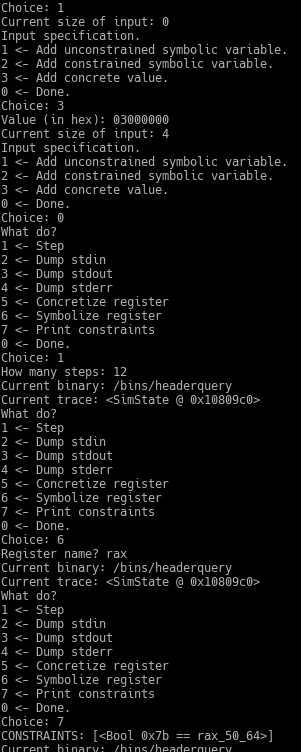 Choice: 1
Current size of input: 0
Input specification.
1 <- Add unconstrained symbolic variable.
2 <- Add constrained symbolic variable.
3 <- Add concrete value.
0 <- Done.
Choice: 3
Value (in hex): 03000000
Current size of input: 4
Input specification.
1 <- Add unconstrained symbolic variable.
2 <- Add constrained symbolic variable.
3 <- Add concrete value.
0 <- Done.
Choice: 0
What do?
1 <- Step
2 <- Dump stdin
3 <- Dump stdout
4 <- Dump stderr
5 <- Concretize register
6 <- Symbolize register
7 <- Print constraints
0 <- Done.
Choice: 1
How many steps: 12
Current binary: /bins/headerquery
Current trace: <SimState @ 0x10809c0>
What do?
1 <- Step
2 <- Dump stdin
3 <- Dump stdout
4 <- Dump stderr
5 <- Concretize register
6 <- Symbolize register
7 <- Print constraints
0 <- Done.
Choice: 6
Register name? rax
Current binary: /bins/headerquery
Current trace: <SimState @ 0x10809c0>
What do?
1 <- Step
2 <- Dump stdin
3 <- Dump stdout
4 <- Dump stderr
5 <- Concretize register
6 <- Symbolize register
7 <- Print constraints
0 <- Done.
Choice: 7
CONSTRAINTS: [<Bool 0x7b == rax_50_64>]
Current binary: /bins/headerquery